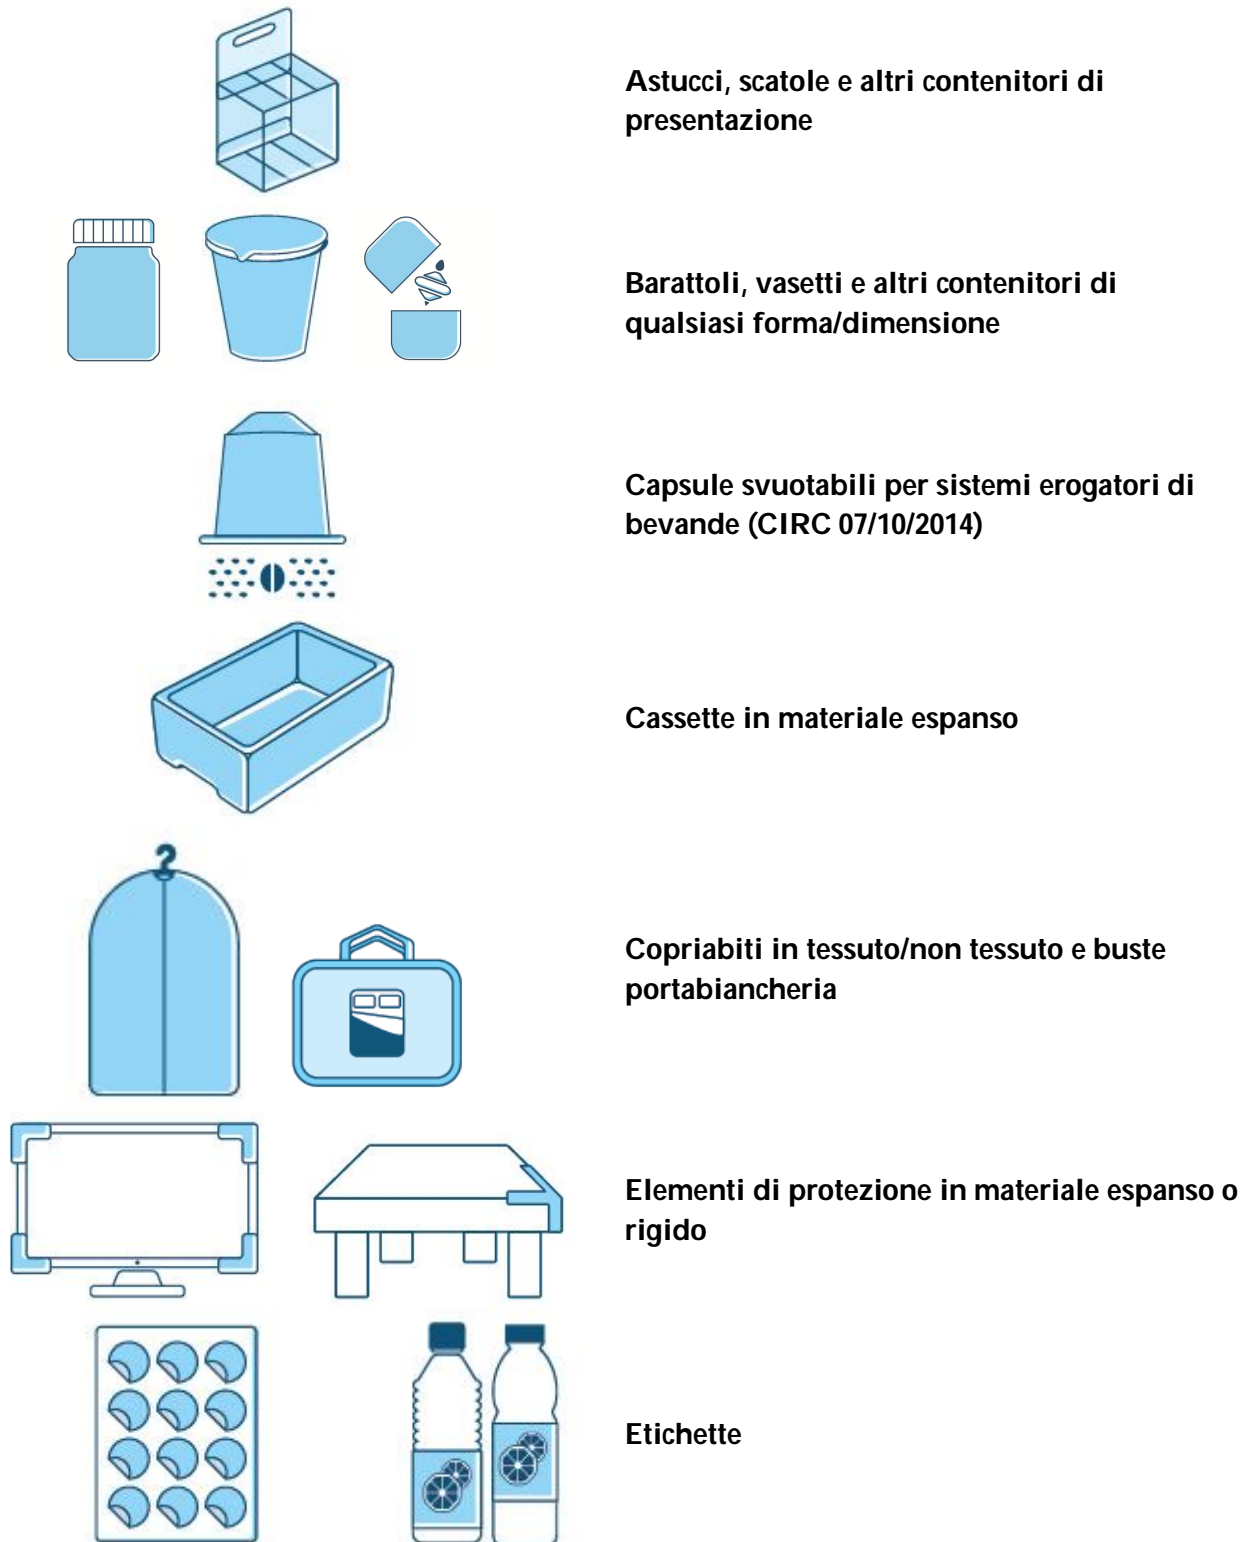 Astucci, scatole e altri contenitori di
presentazione
Barattoli, vasetti e altri contenitori di
qualsiasi forma/dimensione
Capsule svuotabili per sistemi erogatori di
bevande (CIRC 07/10/2014)
Cassette in materiale espanso
Copriabiti in tessuto/non tessuto e buste
portabiancheria
Elementi di protezione in materiale espanso o
rigido
Etichette